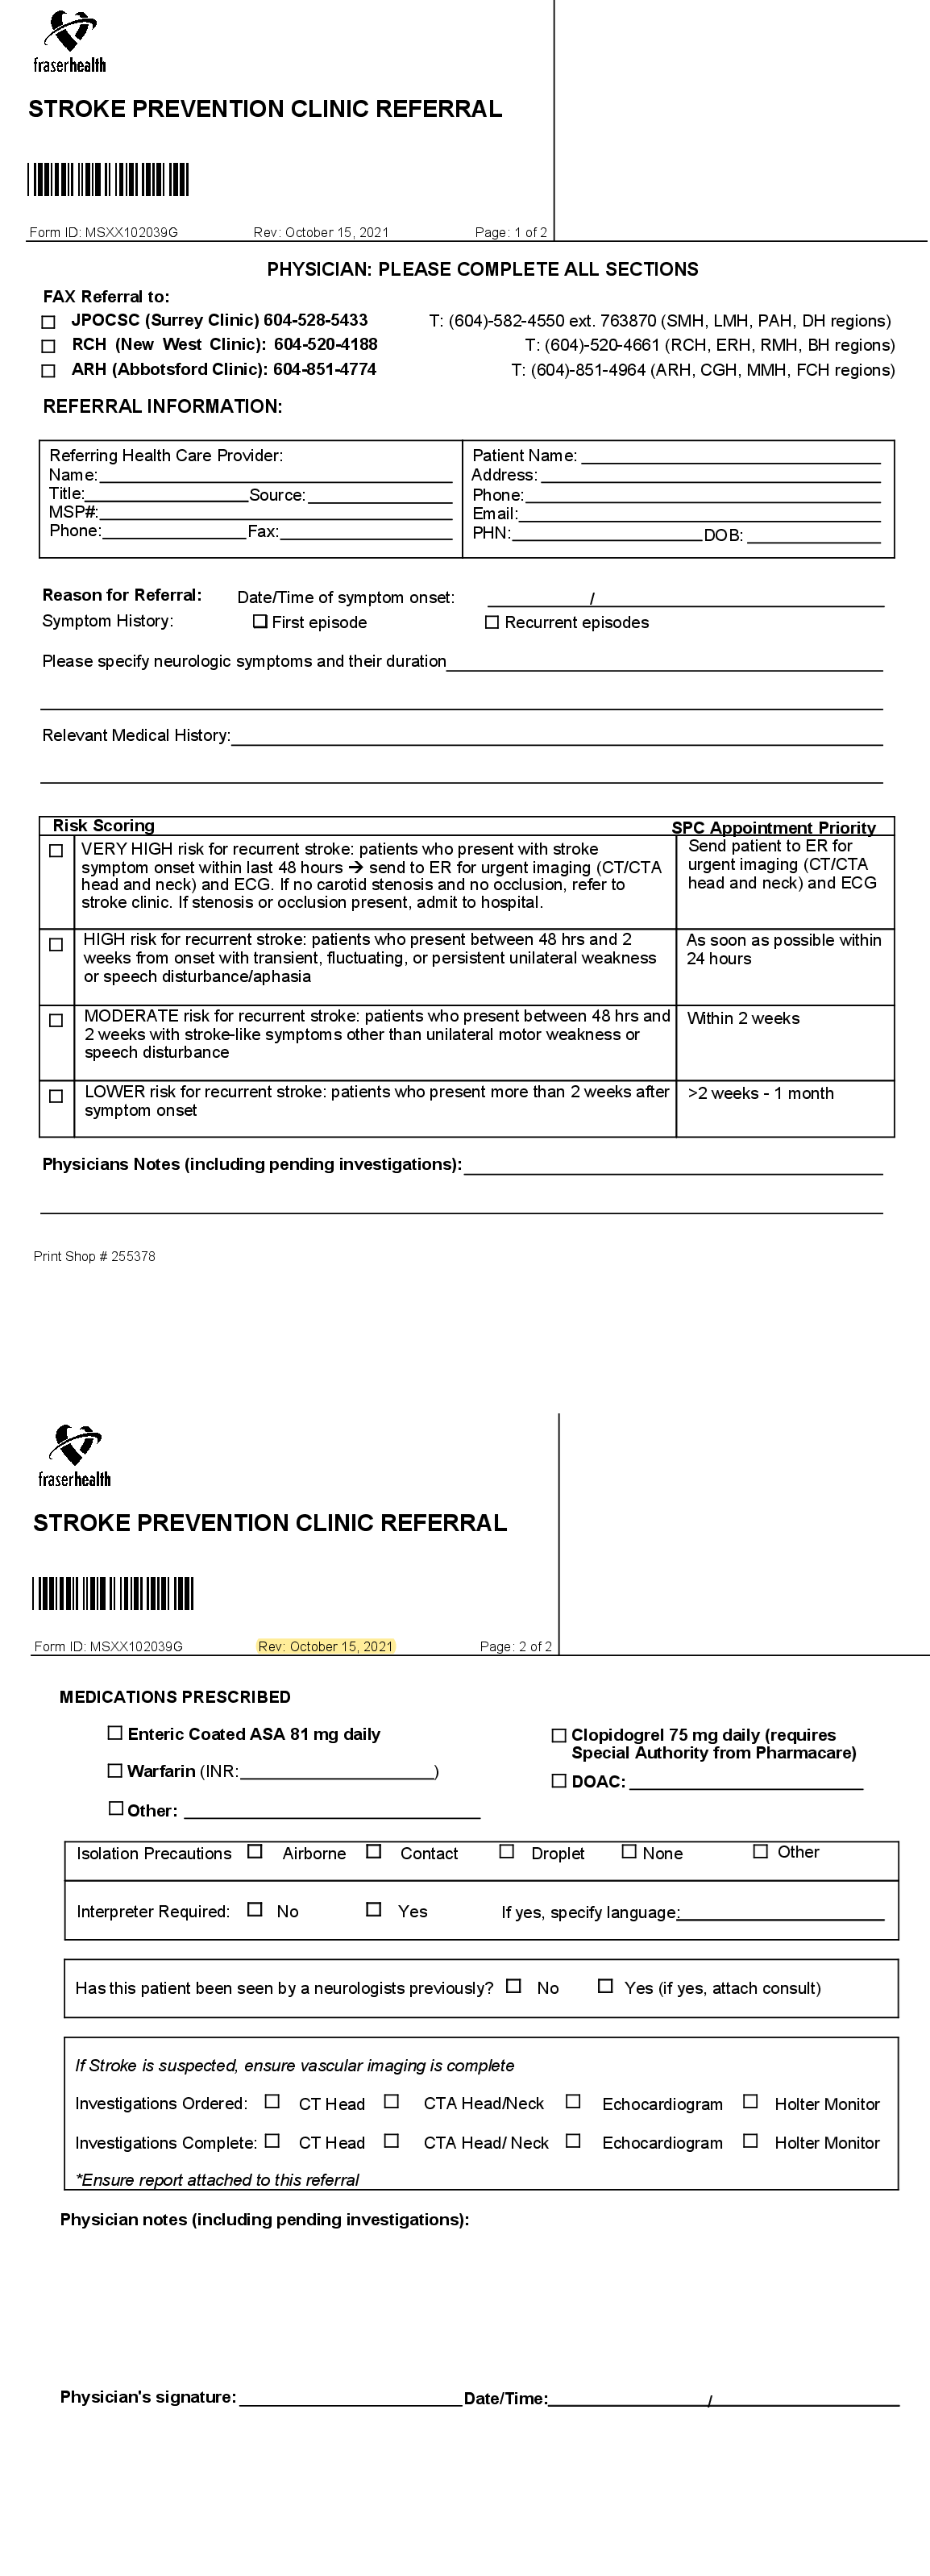 fraserhealth
STROKE PREVENTION CLINIC REFERRAL
Form ID: MSXX102039G Rev: October 15, 2021 Page: 1 of 2
PHYSICIAN: PLEASE COMPLETE ALL SECTIONS
FAX Referral to:
☐ JPOCSC (Surrey Clinic) 604-528-5433 T: (604)-582-4550 ext. 763870 (SMH, LMH, PAH, DH regions)
☐ RCH (New West Clinic): 604-520-4188 T: (604)-520-4661 (RCH, ERH, RMH, BH regions)
☐ ARH (Abbotsford Clinic): 604-851-4774 T: (604)-851-4964 (ARH, CGH, MMH, FCH regions)
REFERRAL INFORMATION:
Referring Health Care Provider:
Name:
Title: Source:
MSP#:
Phone: Fax:
Patient Name:
Address:
Phone:
Email:
PHN: DOB:
Reason for Referral: Date/Time of symptom onset: /
Symptom History: ☐ First episode ☐ Recurrent episodes
Please specify neurologic symptoms and their duration
Relevant Medical History:
Risk Scoring SPC Appointment Priority
☐ VERY HIGH risk for recurrent stroke: patients who present with stroke
symptom onset within last 48 hours → send to ER for urgent imaging (CT/CTA
head and neck) and ECG. If no carotid stenosis and no occlusion, refer to
stroke clinic. If stenosis or occlusion present, admit to hospital.
Send patient to ER for
urgent imaging (CT/CTA
head and neck) and ECG
☐ HIGH risk for recurrent stroke: patients who present between 48 hrs and 2
weeks from onset with transient, fluctuating, or persistent unilateral weakness
or speech disturbance/aphasia
As soon as possible within
24 hours
☐ MODERATE risk for recurrent stroke: patients who present between 48 hrs and
2 weeks with stroke-like symptoms other than unilateral motor weakness or
speech disturbance
Within 2 weeks
☐ LOWER risk for recurrent stroke: patients who present more than 2 weeks after
symptom onset
>2 weeks - 1 month
Physicians Notes (including pending investigations):
Print Shop # 255378
fraserhealth
STROKE PREVENTION CLINIC REFERRAL
Form ID: MSXX102039G Rev: October 15, 2021 Page: 2 of 2
MEDICATIONS PRESCRIBED
☐ Enteric Coated ASA 81 mg daily
☐ Clopidogrel 75 mg daily (requires
Special Authority from Pharmacare)
☐ Warfarin (INR: )
☐ DOAC:
☐ Other:
Isolation Precautions ☐ Airborne ☐ Contact ☐ Droplet ☐ None ☐ Other
Interpreter Required: ☐ No ☐ Yes If yes, specify language:
Has this patient been seen by a neurologists previously? ☐ No ☐ Yes (if yes, attach consult)
If Stroke is suspected, ensure vascular imaging is complete
Investigations Ordered: ☐ CT Head ☐ CTA Head/Neck ☐ Echocardiogram ☐ Holter Monitor
Investigations Complete: ☐ CT Head ☐ CTA Head/ Neck ☐ Echocardiogram ☐ Holter Monitor
*Ensure report attached to this referral
Physician notes (including pending investigations):
Physician's signature: Date/Time: /